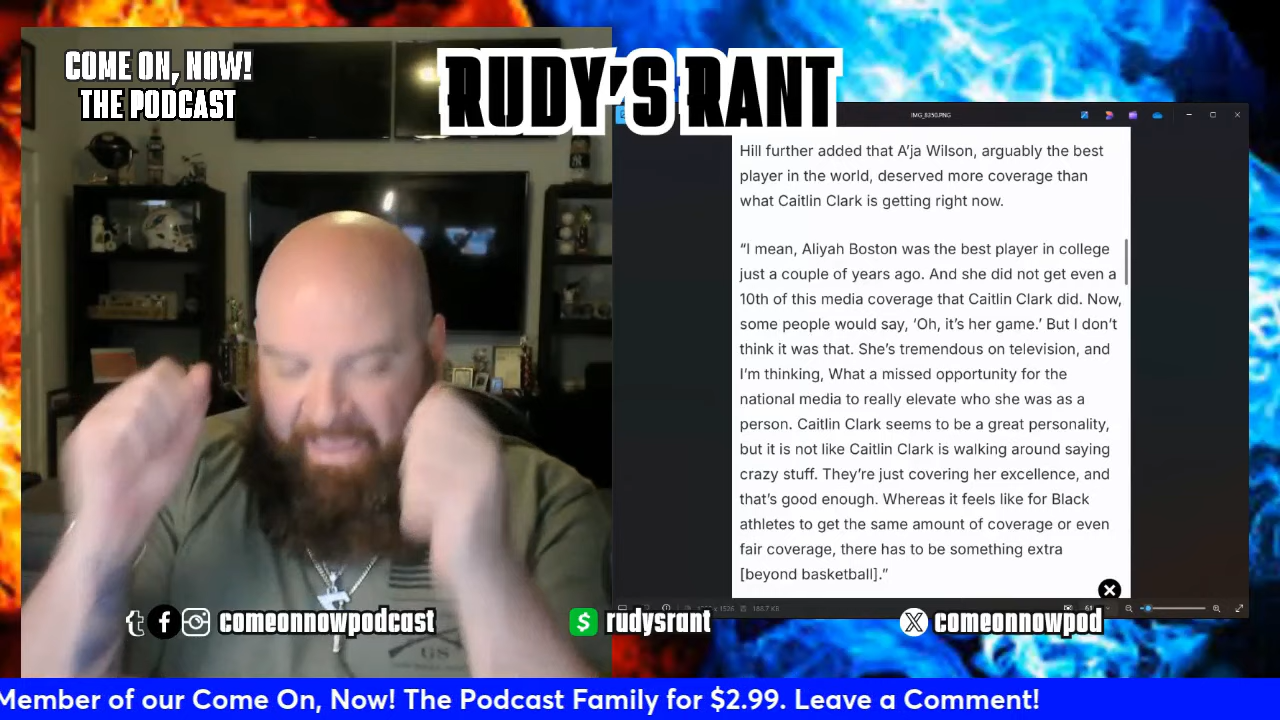 COME ON, NOW!
THE PODCAST
RUDY'S RANT
IMG_8350.PNG
Hill further added that A'ja Wilson, arguably the best
player in the world, deserved more coverage than
what Caitlin Clark is getting right now.
“I mean, Aliyah Boston was the best player in college
just a couple of years ago. And she did not get even a
10th of this media coverage that Caitlin Clark did. Now,
some people would say, ‘Oh, it’s her game.’ But I don’t
think it was that. She’s tremendous on television, and
I’m thinking, What a missed opportunity for the
national media to really elevate who she was as a
person. Caitlin Clark seems to be a great personality,
but it is not like Caitlin Clark is walking around saying
crazy stuff. They’re just covering her excellence, and
that’s good enough. Whereas it feels like for Black
athletes to get the same amount of coverage or even
fair coverage, there has to be something extra
[beyond basketball].”
comeonnowpodcast
rudysrant
comeonnowpod
Member of our Come On, Now! The Podcast Family for $2.99. Leave a Comment!